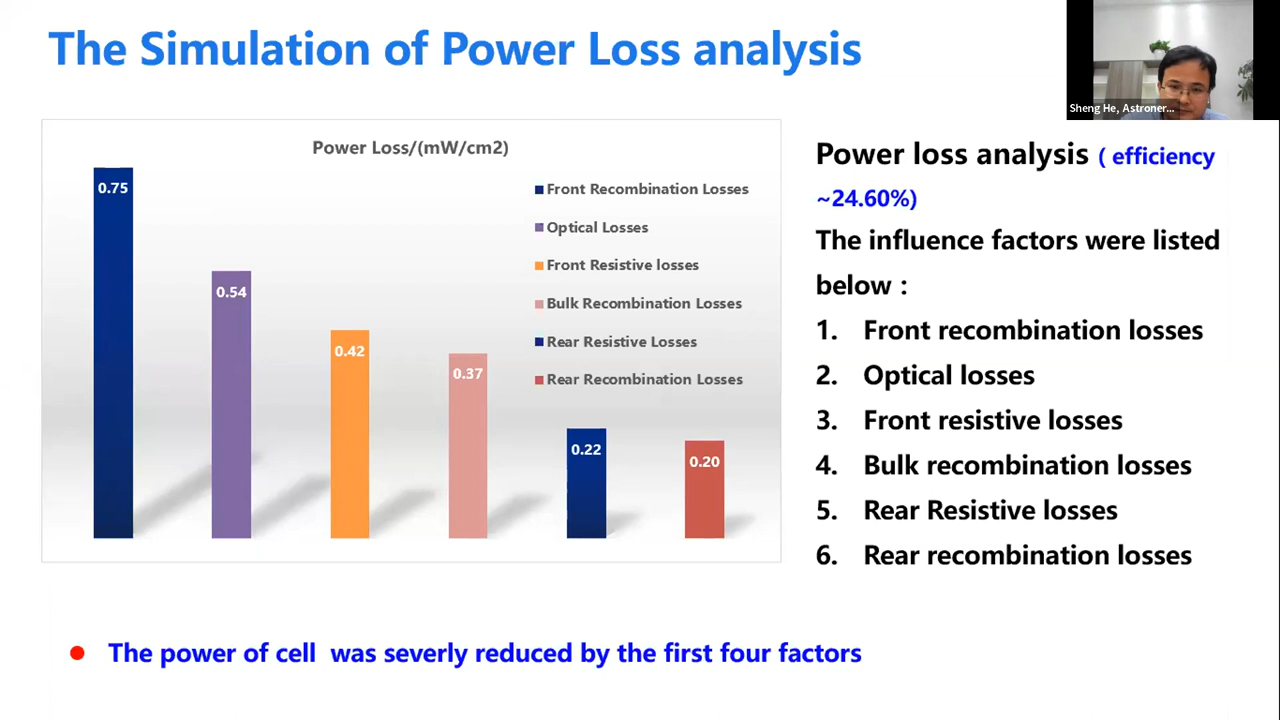 The Simulation of Power Loss analysis
Sheng He, Astroner...
Power Loss/(mW/cm2)
0.75
0.54
0.42
0.37
0.22
0.20
Front Recombination Losses
Optical Losses
Front Resistive losses
Bulk Recombination Losses
Rear Resistive Losses
Rear Recombination Losses
Power loss analysis ( efficiency
~24.60%)
The influence factors were listed
below :
1. Front recombination losses
2. Optical losses
3. Front resistive losses
4. Bulk recombination losses
5. Rear Resistive losses
6. Rear recombination losses
● The power of cell was severly reduced by the first four factors